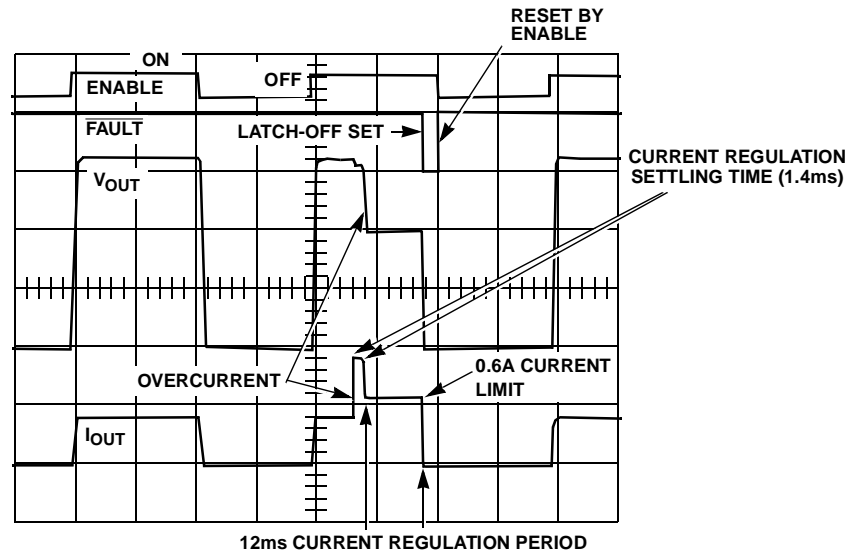 RESET BY
ENABLE
ON
ENABLE
OFF
FAULT
LATCH-OFF SET
CURRENT REGULATION
SETTLING TIME (1.4ms)
VOUT
OVERCURRENT
0.6A CURRENT
LIMIT
IOUT
12ms CURRENT REGULATION PERIOD